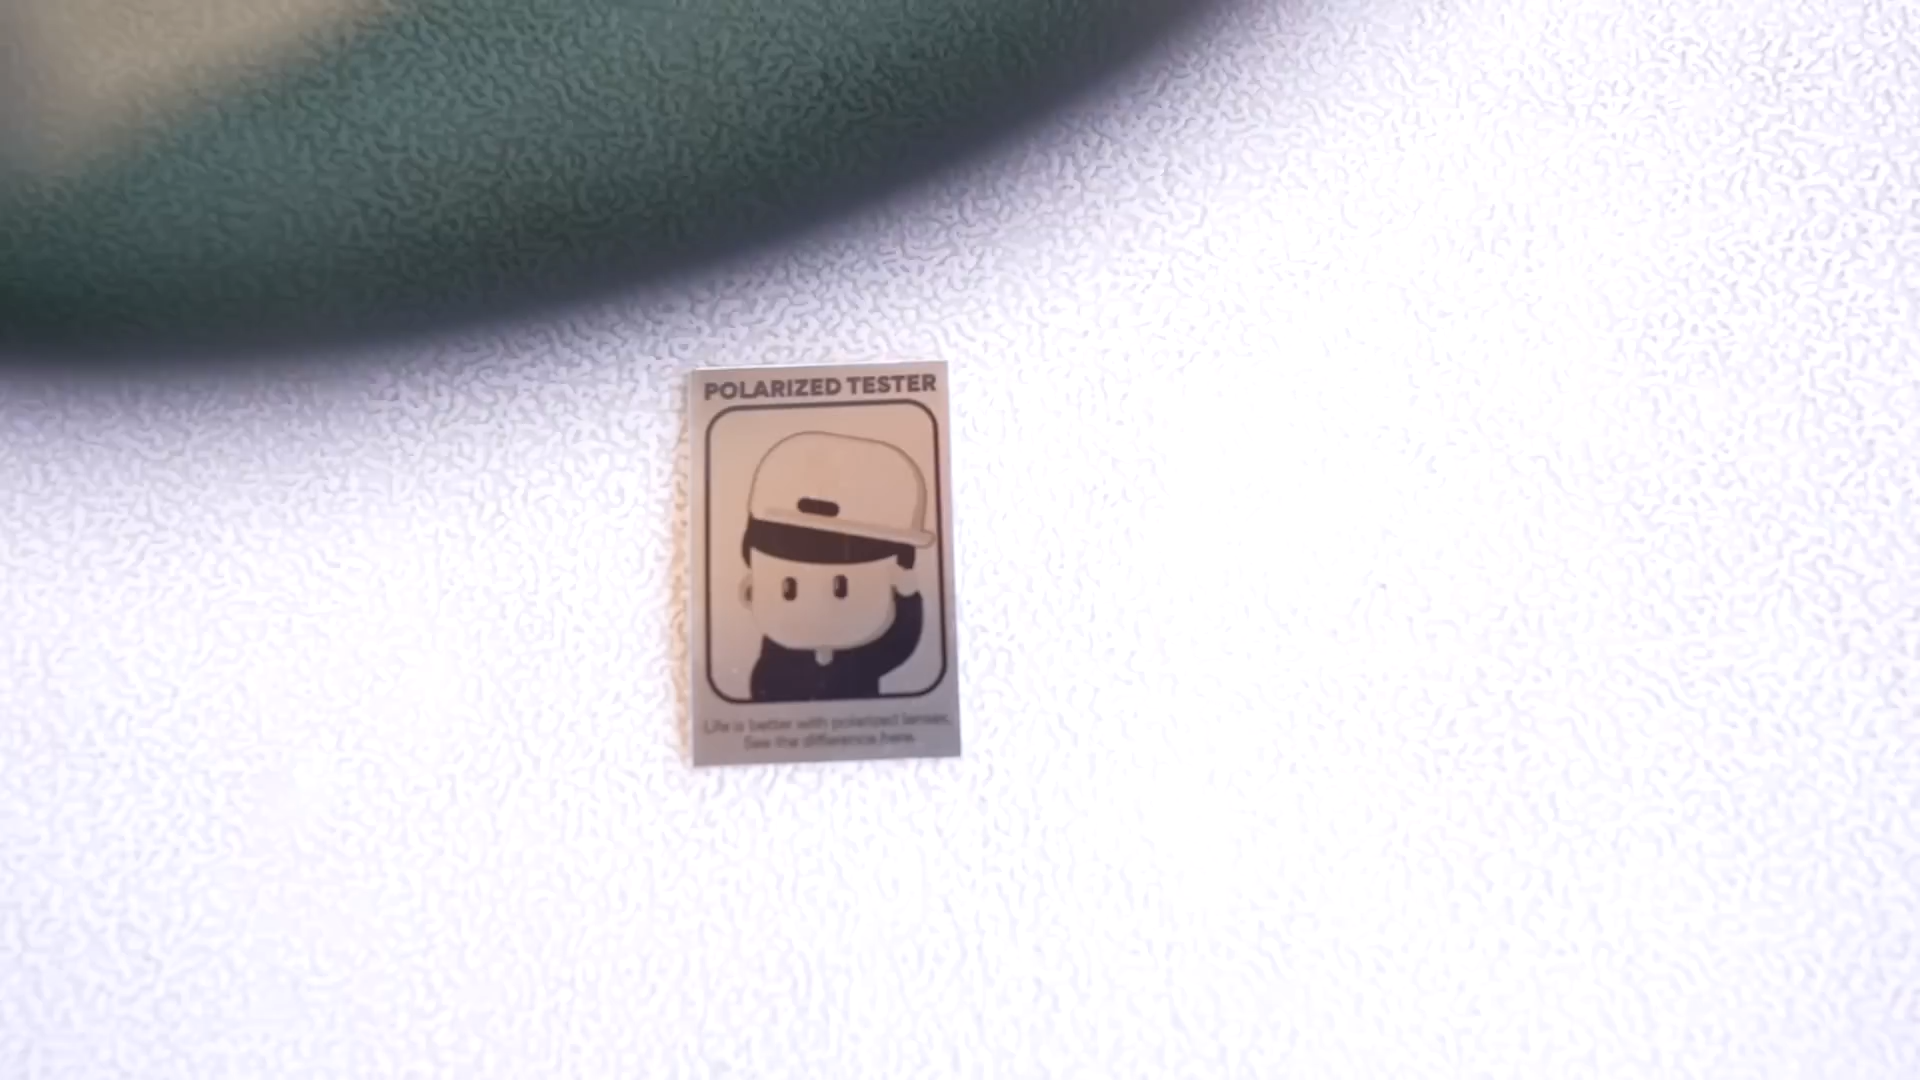 POLARIZED TESTER
Life is better with polarized lenses.
See the difference here.